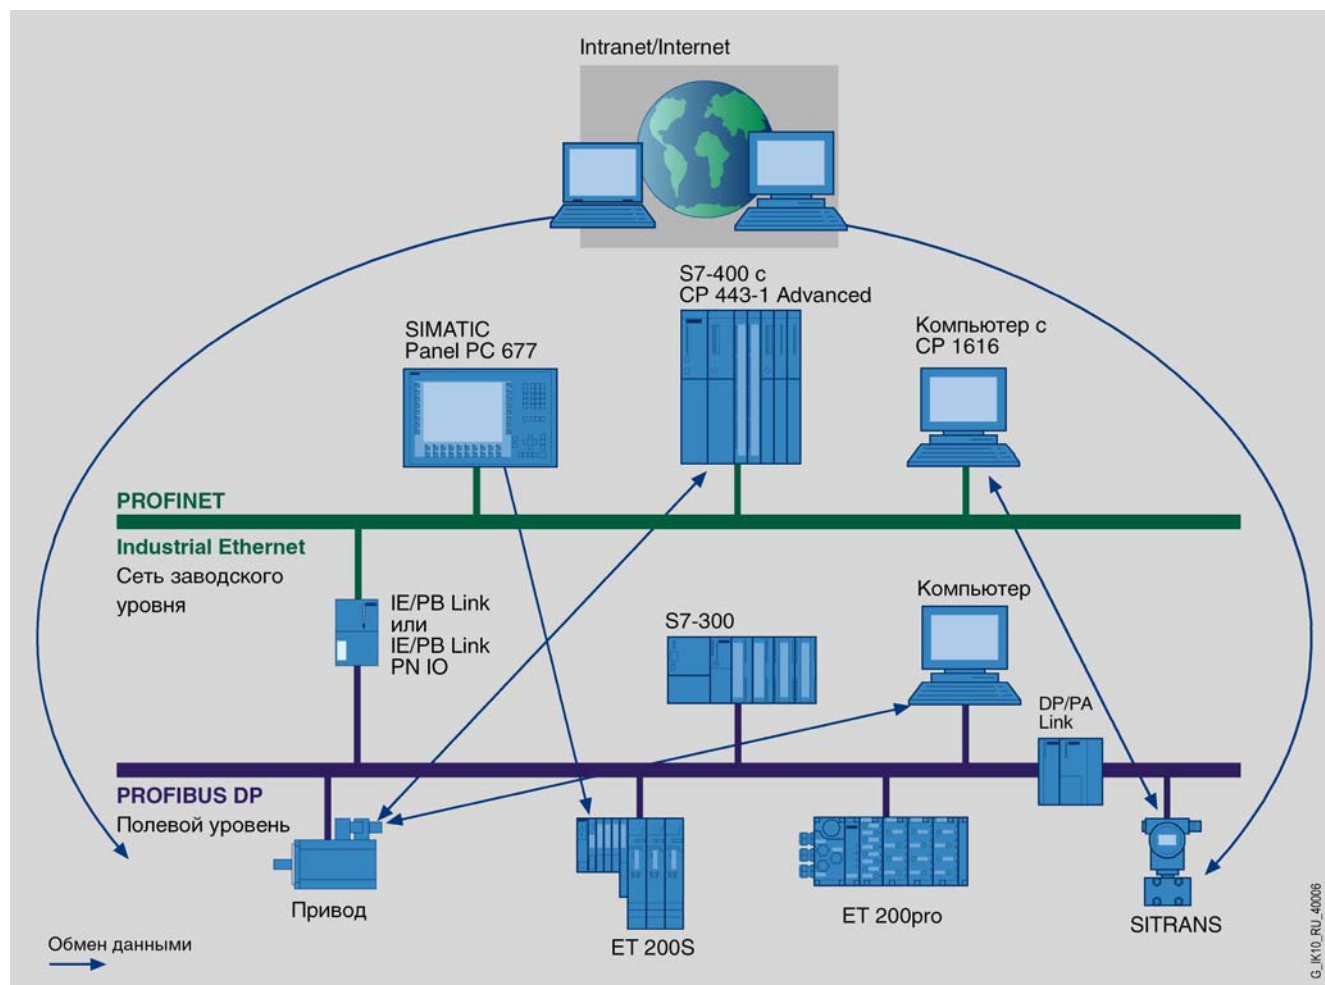 Intranet/Internet
S7-400 с
CP 443-1 Advanced
SIMATIC
Panel PC 677
Компьютер с
CP 1616
PROFINET
Industrial Ethernet
Сеть заводского
уровня
IE/PB Link
или
IE/PB Link
PN IO
S7-300
Компьютер
DP/PA
Link
PROFIBUS DP
Полевой уровень
Привод
ET 200S
ET 200pro
SITRANS
Обмен данными
G_IK10_RU_40006